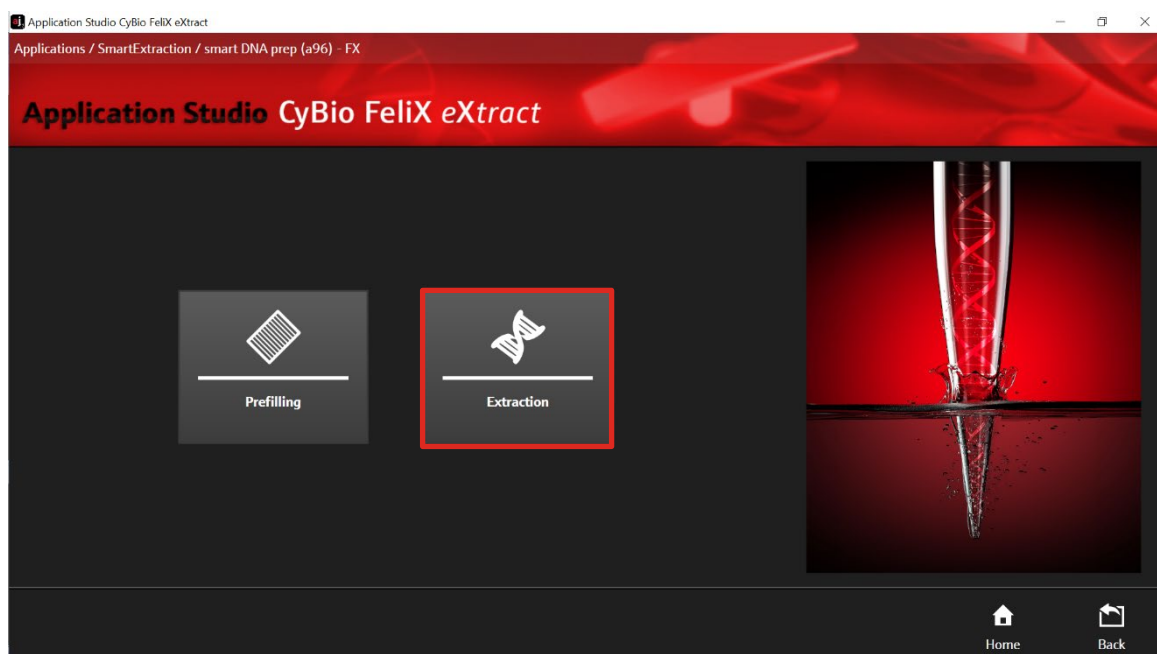 Application Studio CyBio FeliX eXtract
Applications / SmartExtraction / smart DNA prep (a96) - FX
Application Studio CyBio FeliX eXtract
Prefilling
Extraction
Home
Back